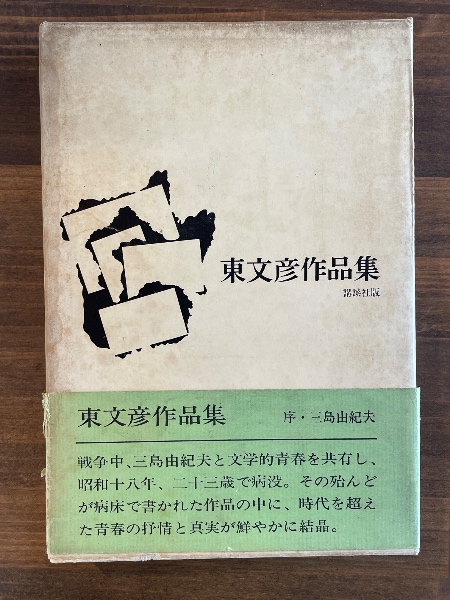 東文彦作品集
講談社版
東文彦作品集 序・三島由紀夫
戦争中、三島由紀夫と文学的青春を共有し、
昭和十八年、二十三歳で病没。その殆んど
が病床で書かれた作品の中に、時代を超え
た青春の抒情と真実が鮮やかに結晶。